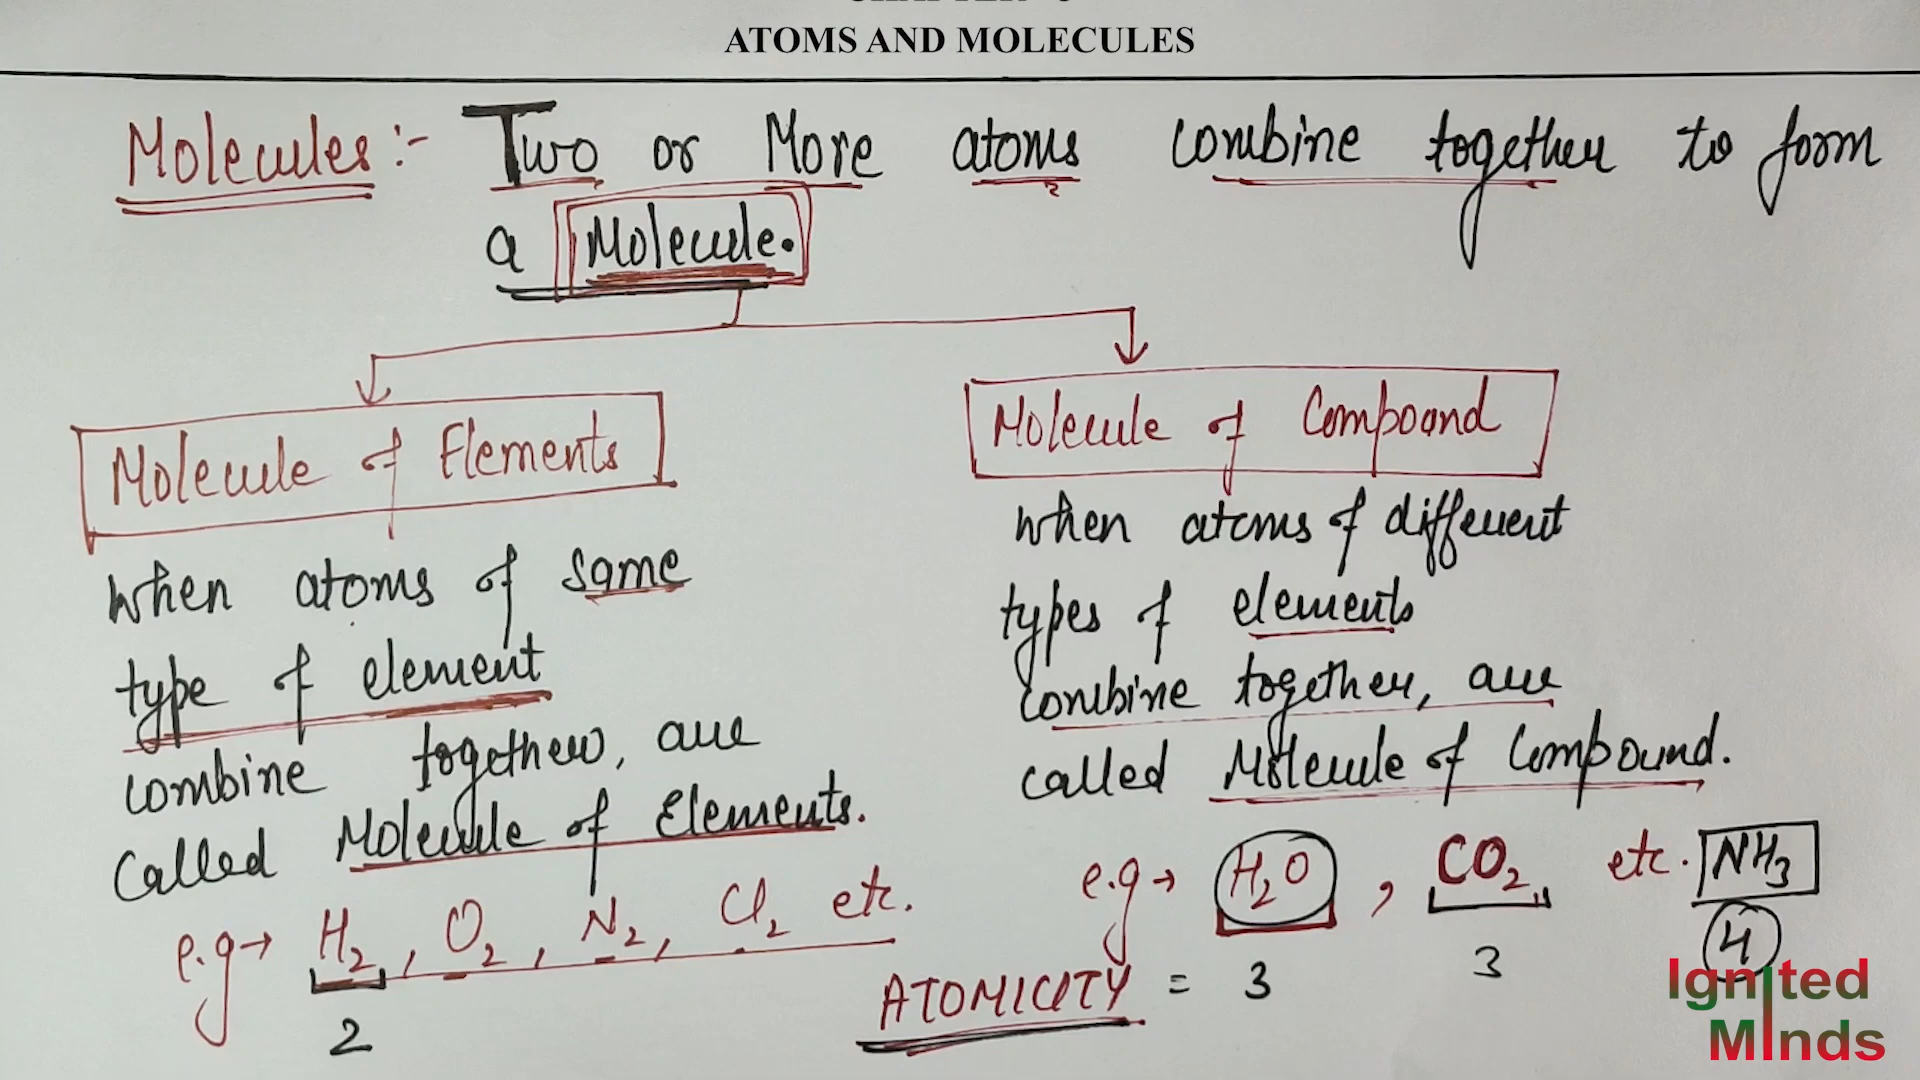 ATOMS AND MOLECULES
Molecules :- Two or More atoms combine together to form
a Molecule.
Molecule of Elements
When atoms of same
type of element
combine together, are
called Molecule of Elements.
e.g → H₂, O₂, N₂, Cl₂ etc.
2
Molecule of Compound
When atoms of different
types of elements
combine together, are
called Molecule of Compound.
e.g → H₂O, CO₂ etc. NH₃
ATOMICITY = 3 3 4
Ignited
Minds